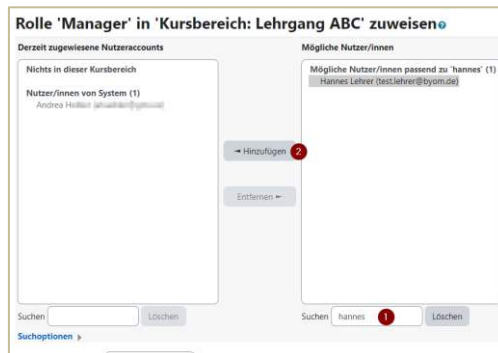 Rolle 'Manager' in 'Kursbereich: Lehrgang ABC' zuweisen
Derzeit zugewiesene Nutzeraccounts
Nichts in dieser Kursbereich
Nutzer/innen von System (1)
Andrea
Hinzufügen 2
Entfernen
Suchen Löschen
Suchoptionen
Mögliche Nutzer/innen
Mögliche Nutzer/innen passend zu 'hannes' (1)
Hannes Lehrer (test.lehrer@byom.de)
Suchen hannes 1 Löschen